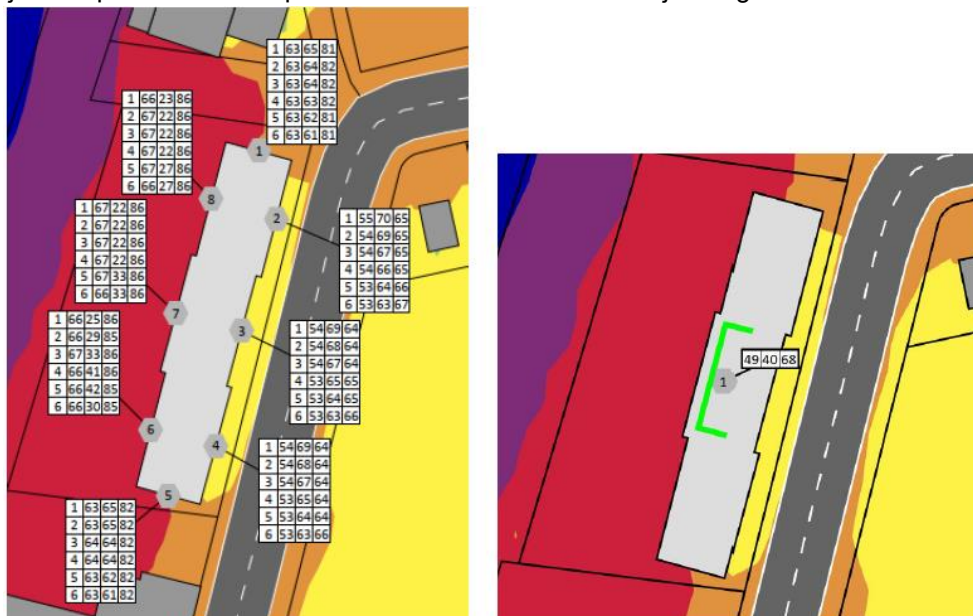 1 63 65 81
2 63 64 82
3 63 64 82
4 63 63 82
5 63 62 81
6 63 61 81
1 66 23 86
2 67 22 86
3 67 22 86
4 67 22 86
5 67 27 86
6 66 27 86
1
8
2
1 67 22 86
2 67 22 86
3 67 22 86
4 67 22 86
5 67 33 86
6 66 33 86
1 55 70 65
2 54 69 65
3 54 67 65
4 54 66 65
5 54 64 66
6 53 63 67
7
3
1 66 25 86
2 66 29 85
3 67 33 86
4 66 41 86
5 66 42 85
6 66 30 85
1 54 69 64
2 54 68 64
3 54 67 64
4 53 65 65
5 53 64 65
6 53 63 66
6
4
1 54 69 64
2 54 68 64
3 54 67 64
4 53 65 64
5 53 64 64
6 53 63 66
5
1 63 65 82
2 63 65 82
3 64 64 82
4 64 64 82
5 63 62 82
6 63 61 82
49 40 68
1